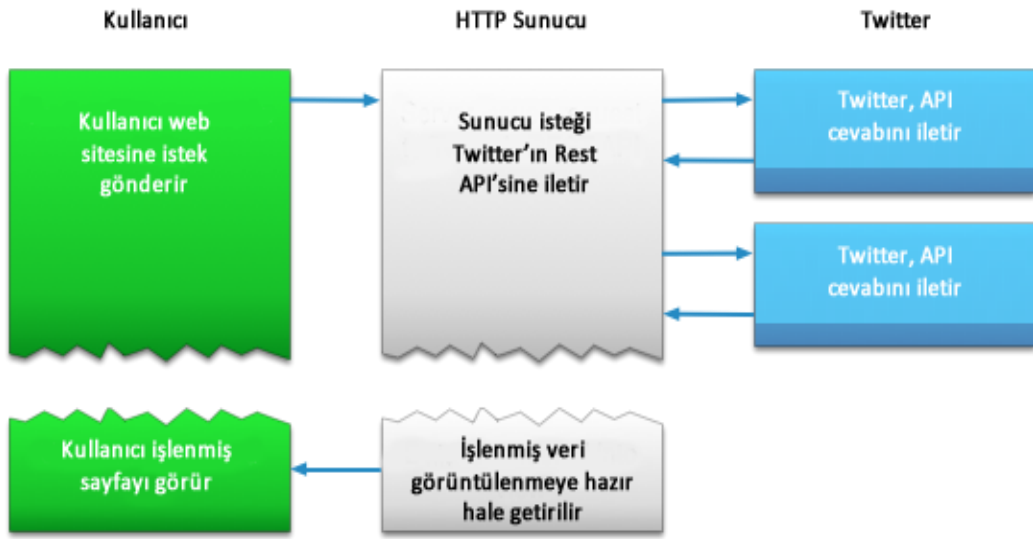 Kullanıcı
HTTP Sunucu
Twitter
Kullanıcı web
sitesine istek
gönderir
Sunucu isteği
Twitter'ın Rest
API'sine iletir
Twitter, API
cevabını iletir
Twitter, API
cevabını iletir
Kullanıcı işlenmiş
sayfayı görür
İşlenmiş veri
görüntülenmeye hazır
hale getirilir